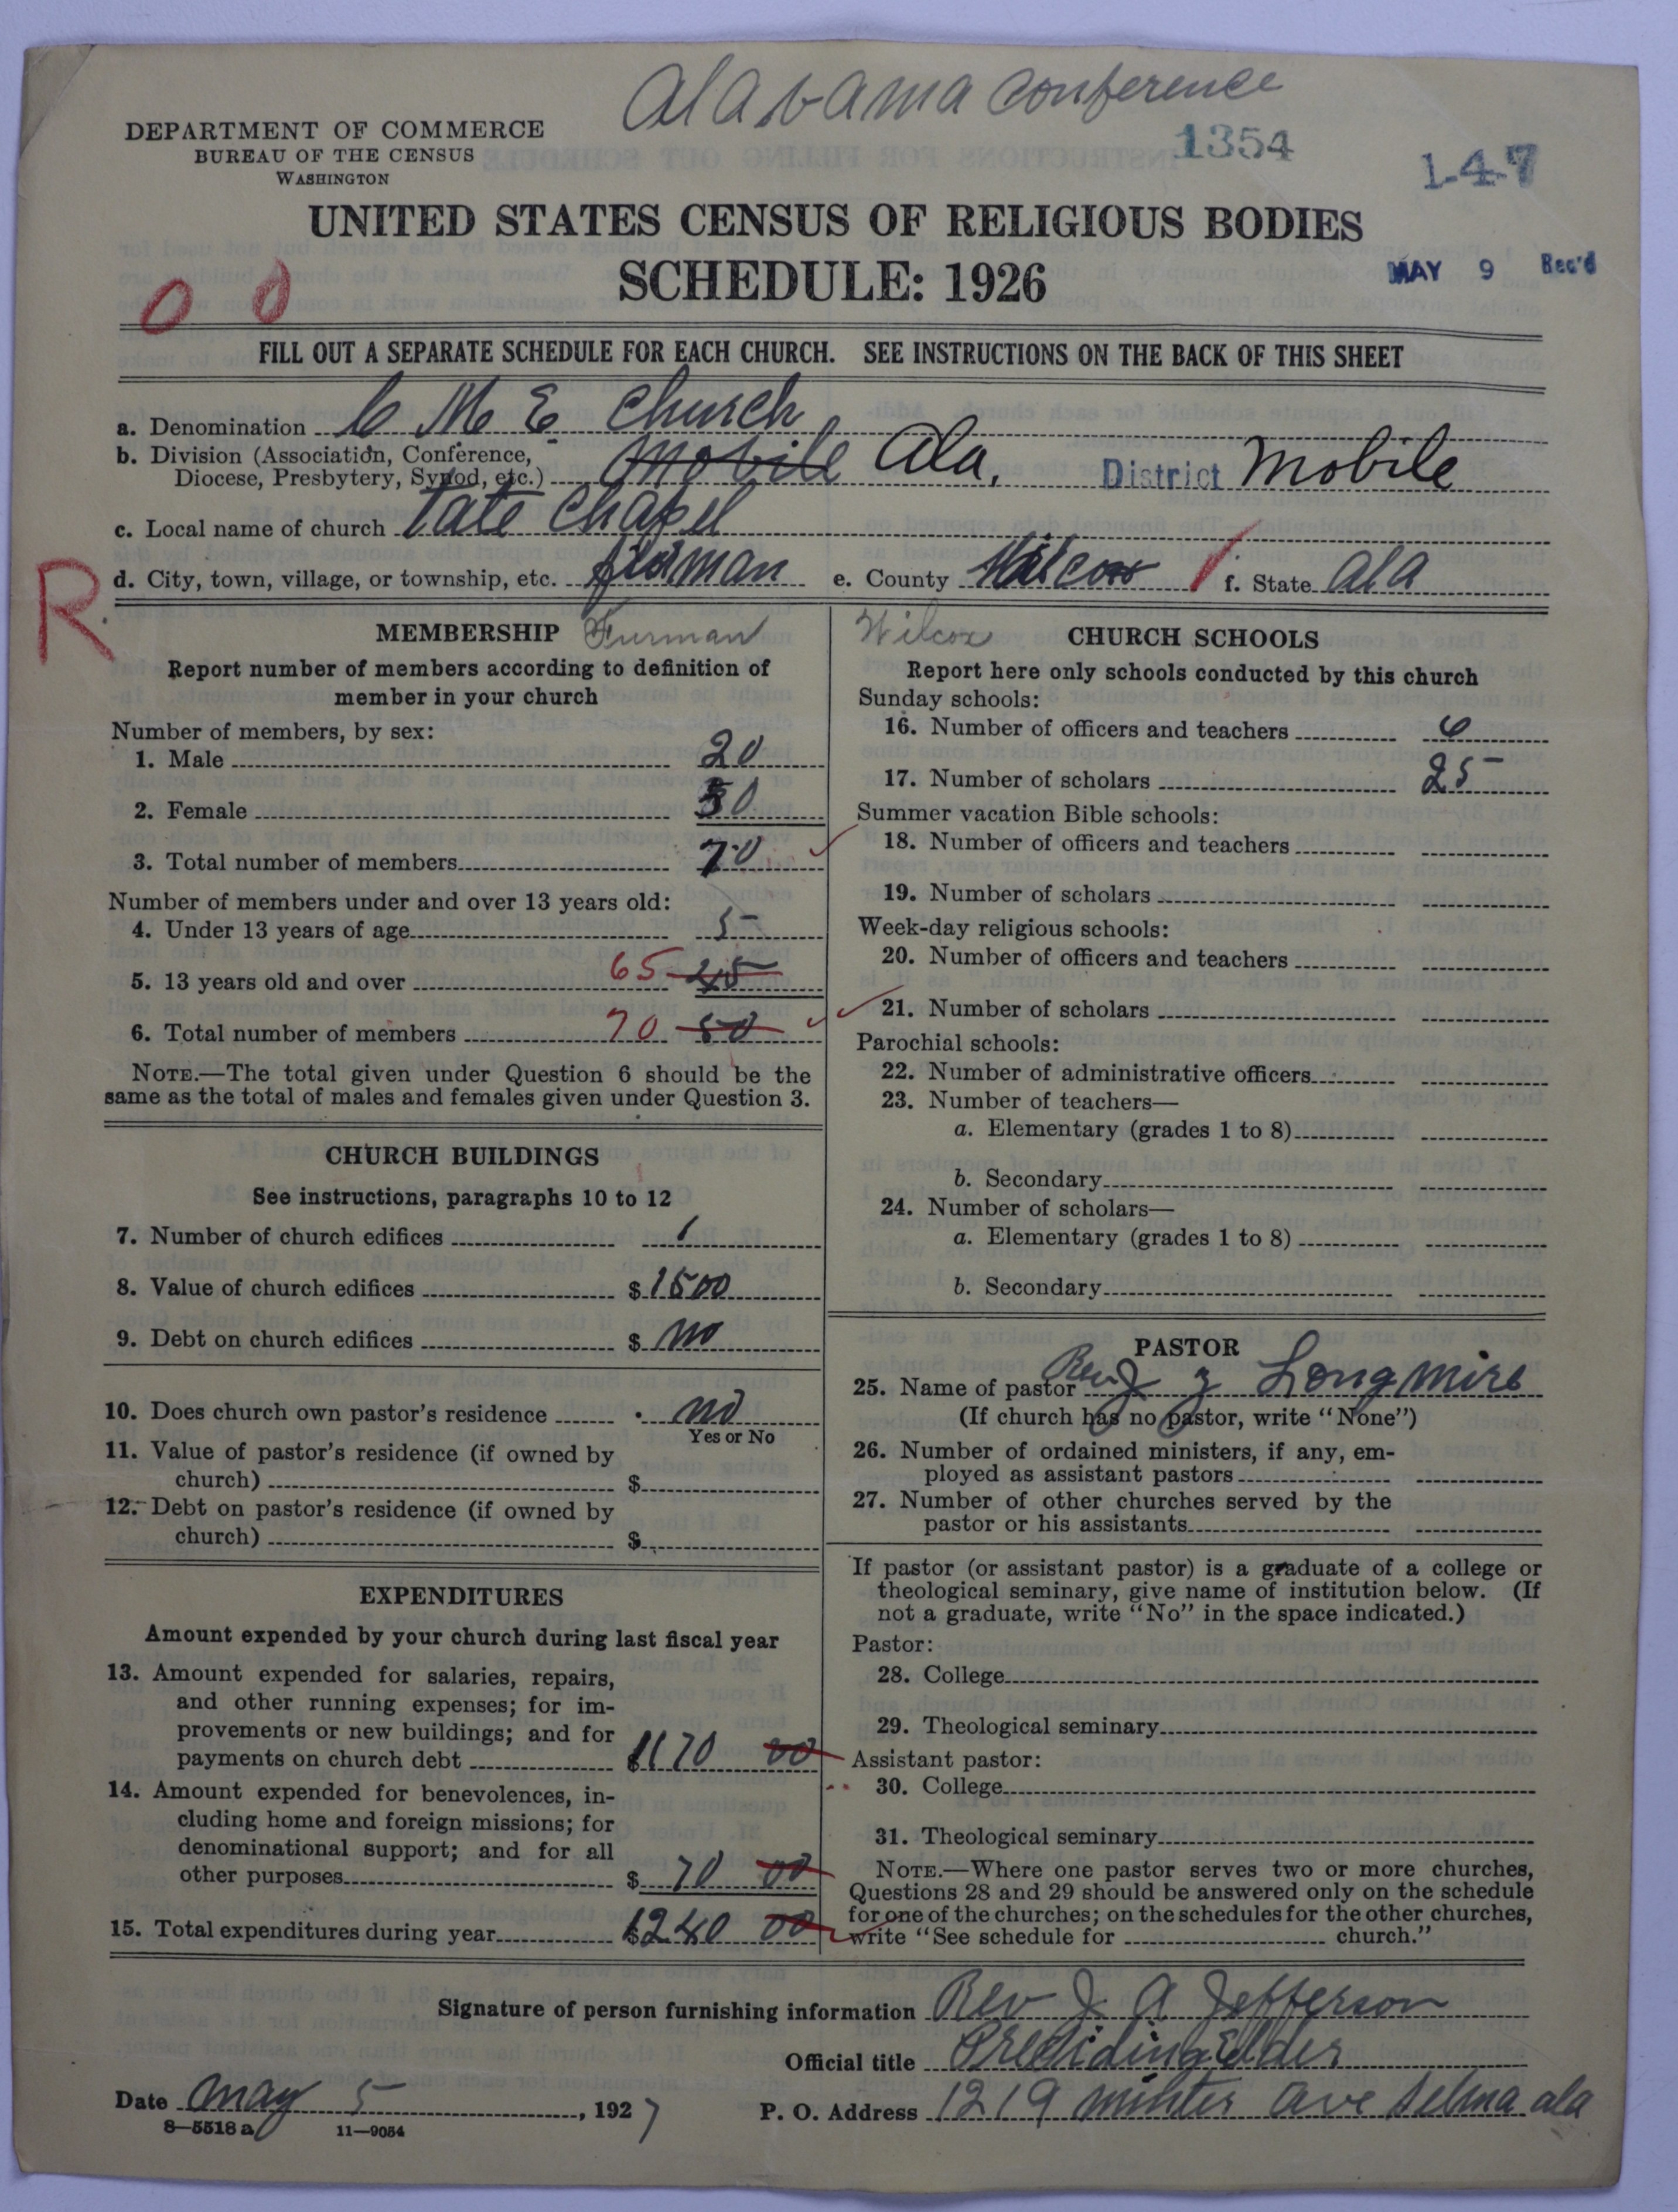 Alabama Conference
DEPARTMENT OF COMMERCE
BUREAU OF THE CENSUS
WASHINGTON
1354
1-47
UNITED STATES CENSUS OF RELIGIOUS BODIES
SCHEDULE: 1926
MAY 9 Rec'd
0 0
FILL OUT A SEPARATE SCHEDULE FOR EACH CHURCH. SEE INSTRUCTIONS ON THE BACK OF THIS SHEET
a. Denomination C M E Church
b. Division (Association, Conference,
Diocese, Presbytery, Synod, etc.) Mobile Ala, District Mobile
c. Local name of church Tate Chapel
d. City, town, village, or township, etc. furman e. County Wilcox f. State Ala
R
MEMBERSHIP Furman
Report number of members according to definition of
member in your church
Number of members, by sex:
1. Male 20
2. Female 50
3. Total number of members 70
Number of members under and over 13 years old:
4. Under 13 years of age 5
5. 13 years old and over 65 45
6. Total number of members 70 50
NOTE.—The total given under Question 6 should be the
same as the total of males and females given under Question 3.
CHURCH BUILDINGS
See instructions, paragraphs 10 to 12
7. Number of church edifices 1
8. Value of church edifices $ 1500
9. Debt on church edifices $ no
10. Does church own pastor's residence no
Yes or No
11. Value of pastor's residence (if owned by
church) $
12. Debt on pastor's residence (if owned by
church) $
EXPENDITURES
Amount expended by your church during last fiscal year
13. Amount expended for salaries, repairs,
and other running expenses; for im-
provements or new buildings; and for
payments on church debt $ 1170 00
14. Amount expended for benevolences, in-
cluding home and foreign missions; for
denominational support; and for all
other purposes $ 70 00
15. Total expenditures during year $ 1240 00
Wilcox CHURCH SCHOOLS
Report here only schools conducted by this church
Sunday schools:
16. Number of officers and teachers 6
17. Number of scholars 25
Summer vacation Bible schools:
18. Number of officers and teachers
19. Number of scholars
Week-day religious schools:
20. Number of officers and teachers
21. Number of scholars
Parochial schools:
22. Number of administrative officers
23. Number of teachers—
a. Elementary (grades 1 to 8)
b. Secondary
24. Number of scholars—
a. Elementary (grades 1 to 8)
b. Secondary
PASTOR
25. Name of pastor Rev J Z Longmire
(If church has no pastor, write "None")
26. Number of ordained ministers, if any, em-
ployed as assistant pastors
27. Number of other churches served by the
pastor or his assistants
If pastor (or assistant pastor) is a graduate of a college or
theological seminary, give name of institution below. (If
not a graduate, write "No" in the space indicated.)
Pastor:
28. College
29. Theological seminary
Assistant pastor:
30. College
31. Theological seminary
NOTE.—Where one pastor serves two or more churches,
Questions 28 and 29 should be answered only on the schedule
for one of the churches; on the schedules for the other churches,
write "See schedule for church."
Signature of person furnishing information Rev J. A Jefferson
Official title Presiding Elder
Date May 5, 1927
P. O. Address 1219 minter ave Selma ala
8—5518 a 11—9054